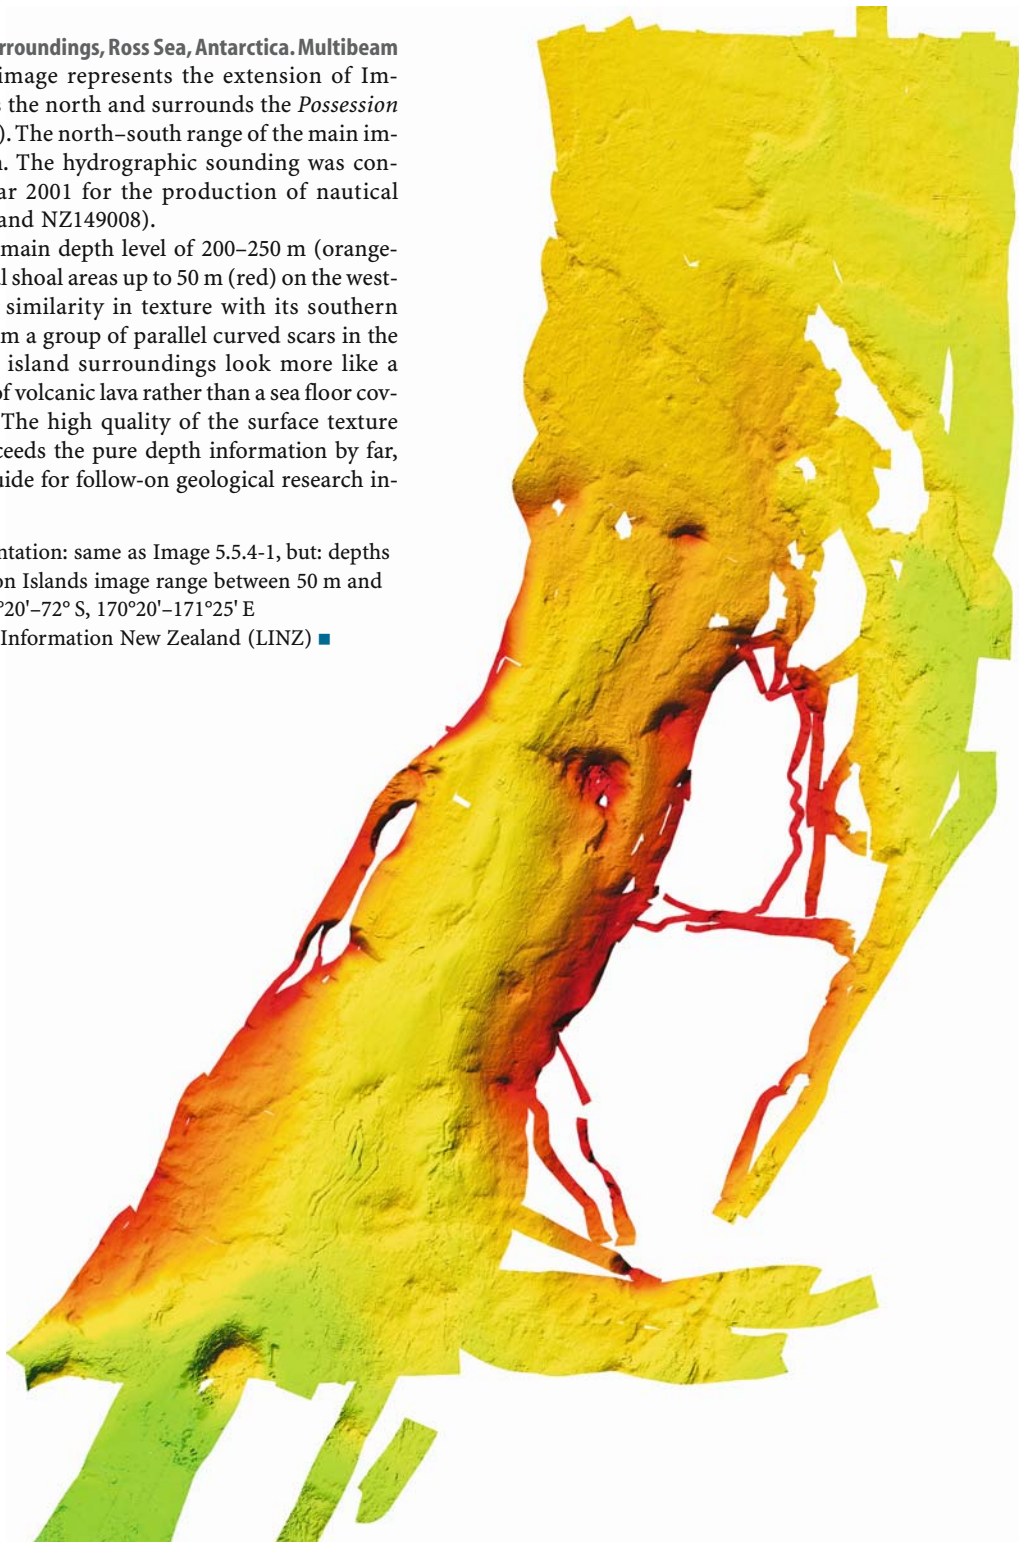 rroundings, Ross Sea, Antarctica. Multibeam
image represents the extension of Im-
s the north and surrounds the Possession
). The north–south range of the main im-
. The hydrographic sounding was con-
ar 2001 for the production of nautical
and NZ149008).
main depth level of 200–250 m (orange-
l shoal areas up to 50 m (red) on the west-
similarity in texture with its southern
m a group of parallel curved scars in the
island surroundings look more like a
of volcanic lava rather than a sea floor cov-
The high quality of the surface texture
ceeds the pure depth information by far,
uide for follow-on geological research in-
ntation: same as Image 5.5.4-1, but: depths
on Islands image range between 50 m and
°20'–72° S, 170°20'–171°25' E
Information New Zealand (LINZ) ■